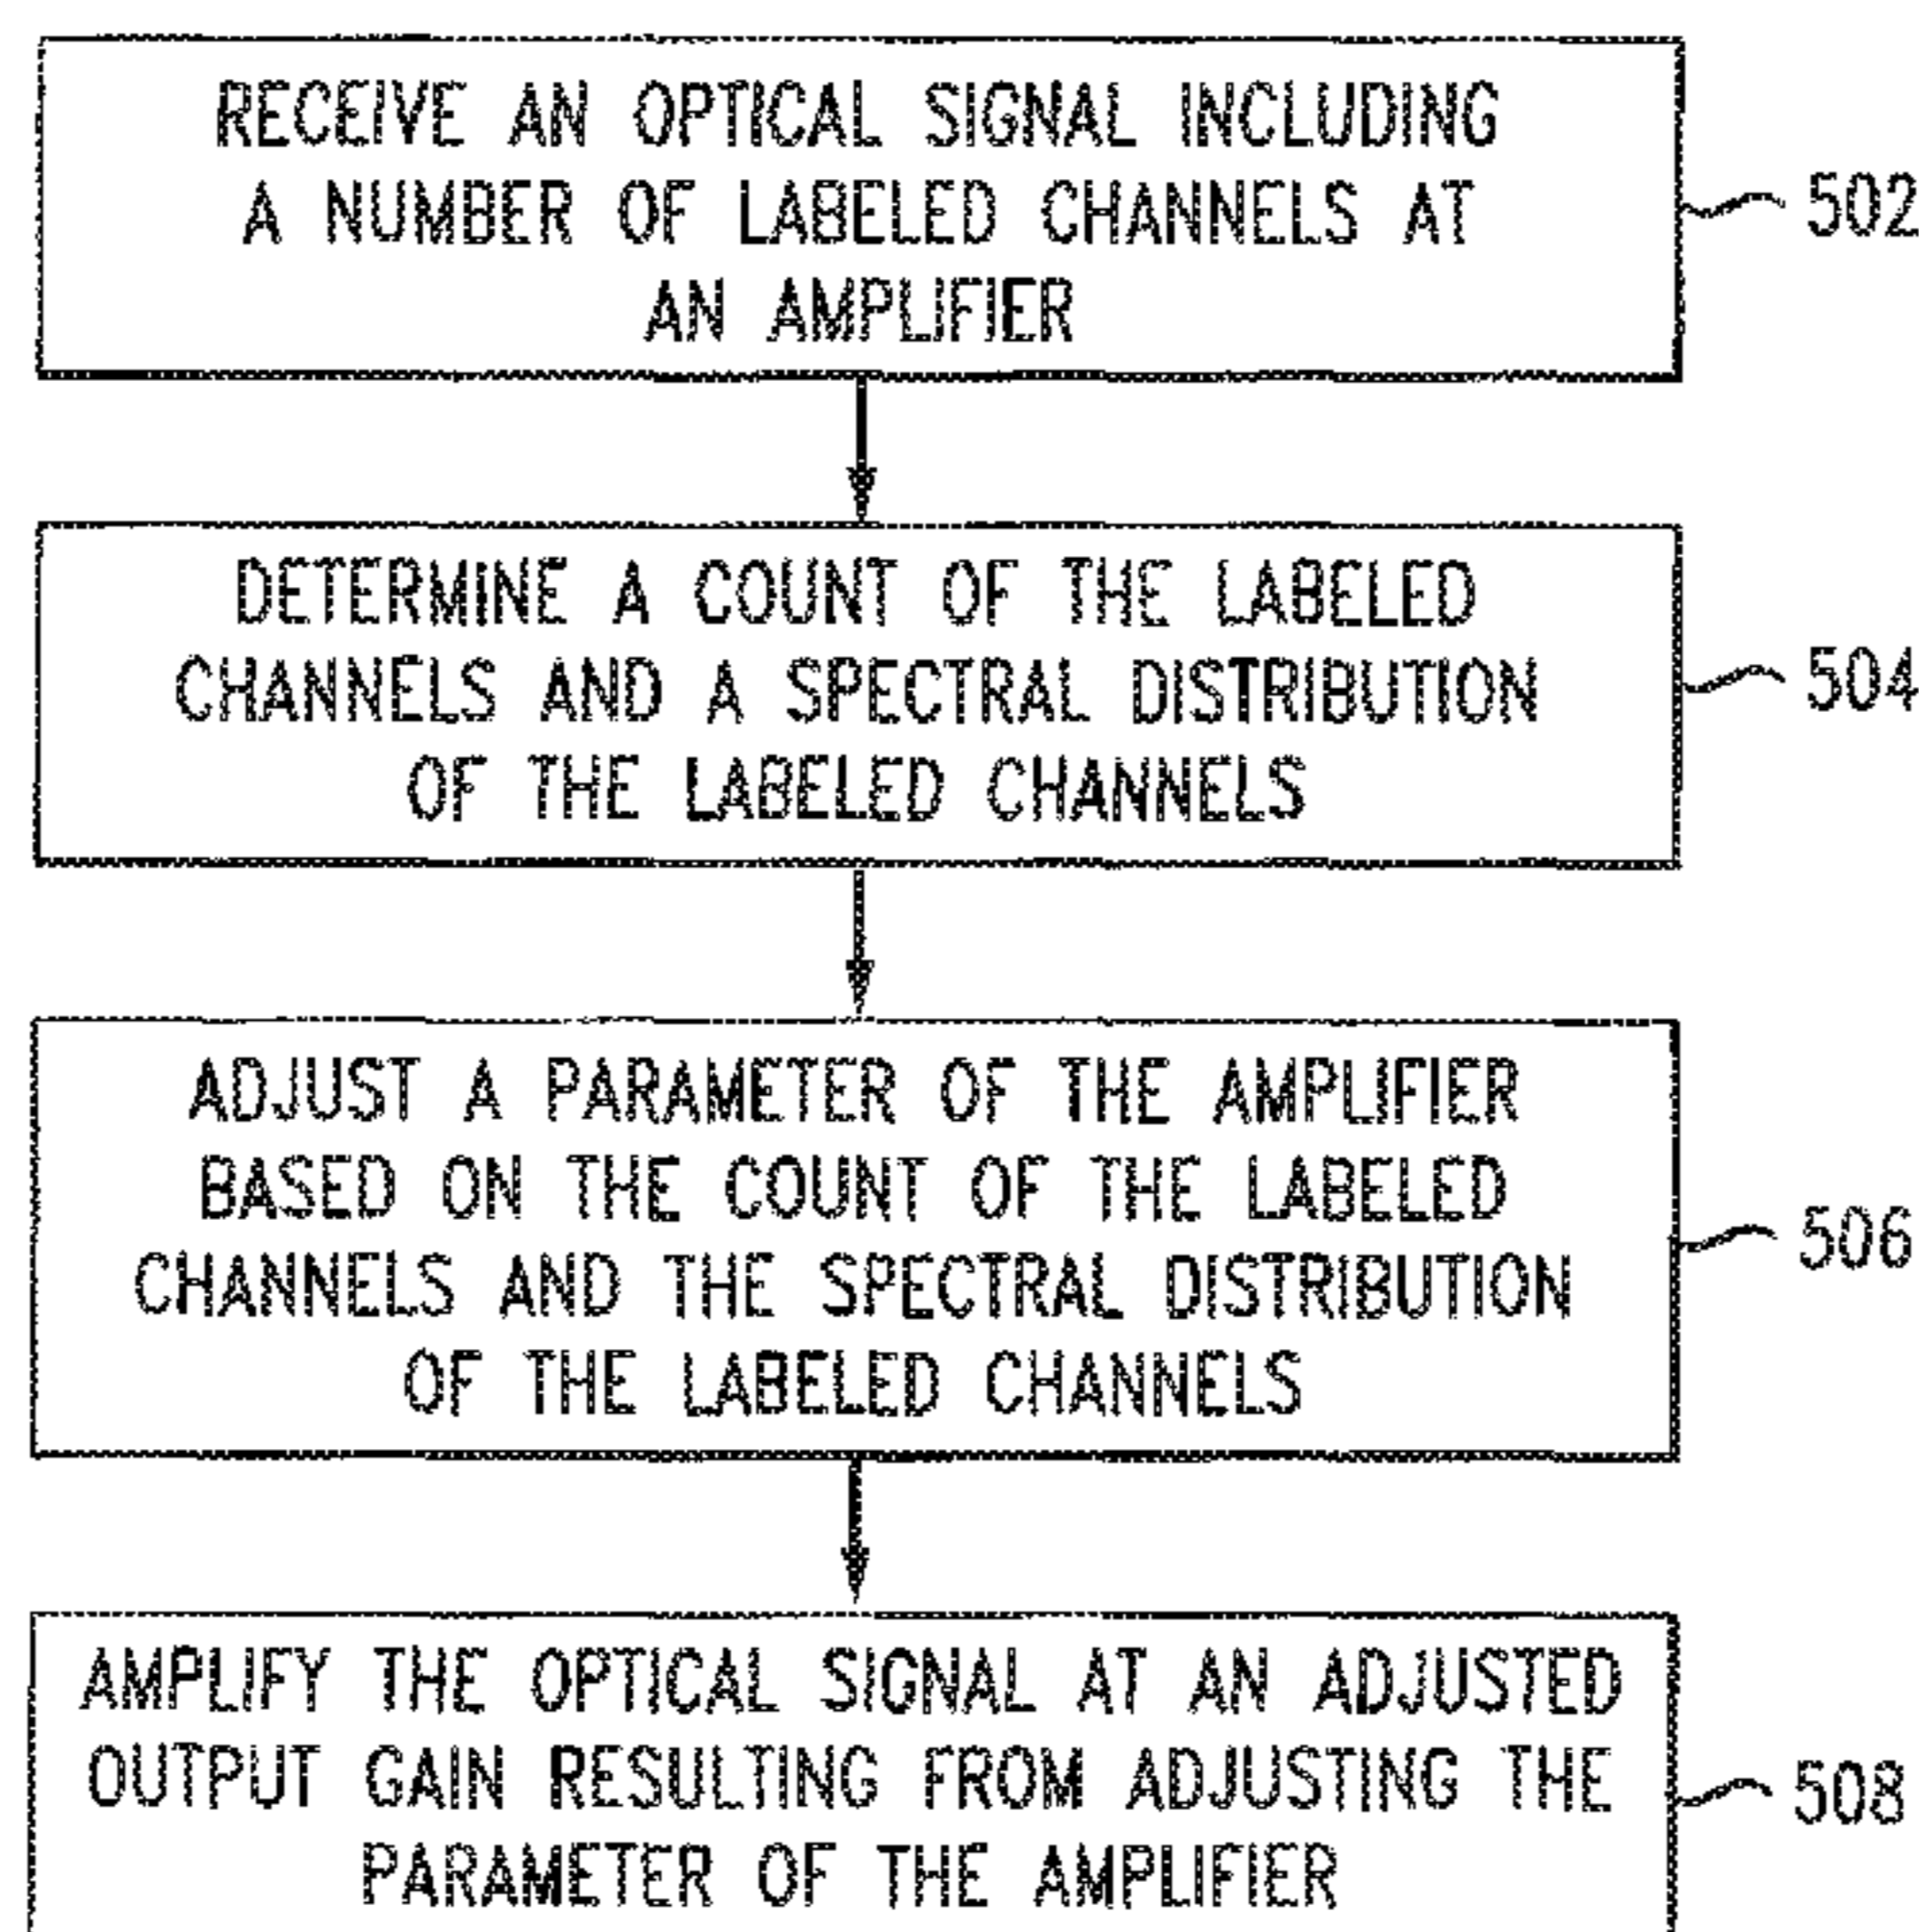 RECEIVE AN OPTICAL SIGNAL INCLUDING
A NUMBER OF LABELED CHANNELS AT
AN AMPLIFIER
502
DETERMINE A COUNT OF THE LABELED
CHANNELS AND A SPECTRAL DISTRIBUTION
OF THE LABELED CHANNELS
504
ADJUST A PARAMETER OF THE AMPLIFIER
BASED ON THE COUNT OF THE LABELED
CHANNELS AND THE SPECTRAL DISTRIBUTION
OF THE LABELED CHANNELS
506
AMPLIFY THE OPTICAL SIGNAL AT AN ADJUSTED
OUTPUT GAIN RESULTING FROM ADJUSTING THE
PARAMETER OF THE AMPLIFIER
508